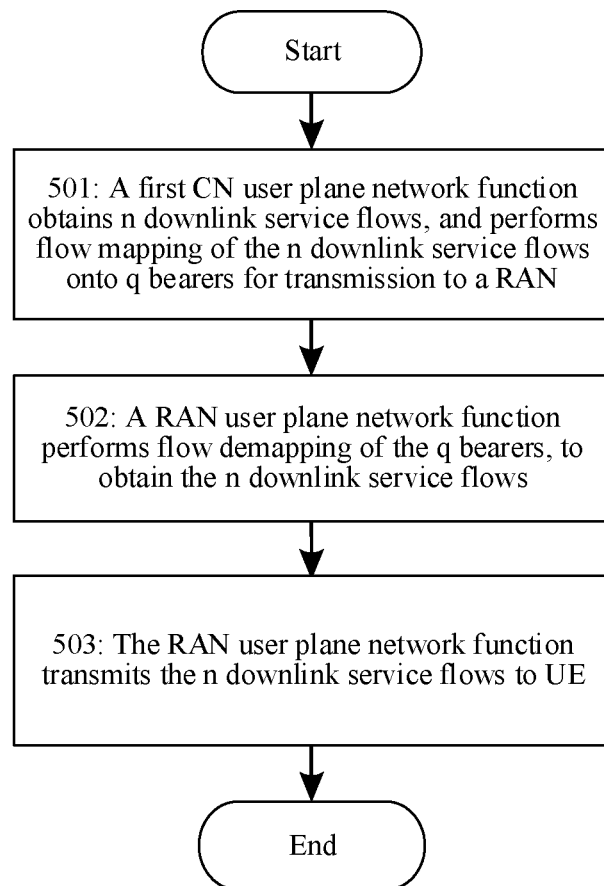 Start
501: A first CN user plane network function
obtains n downlink service flows, and performs
flow mapping of the n downlink service flows
onto q bearers for transmission to a RAN
502: A RAN user plane network function
performs flow demapping of the q bearers, to
obtain the n downlink service flows
503: The RAN user plane network function
transmits the n downlink service flows to UE
End